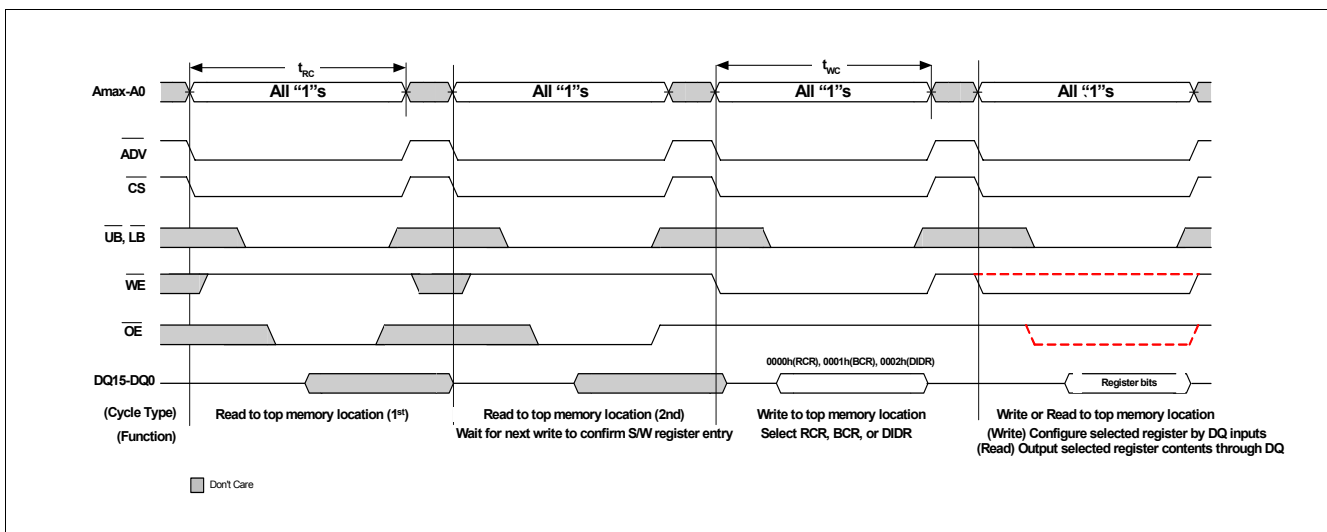 tRC
tWC
Amax-A0 All “1”s All “1”s All “1”s All “1”s
ADV
CS
UB, LB
WE
OE
0000h(RCR), 0001h(BCR), 0002h(DIDR)
DQ15-DQ0 Register bits
(Cycle Type) Read to top memory location (1st) Read to top memory location (2nd) Write to top memory location Write or Read to top memory location
(Function) Wait for next write to confirm S/W register entry Select RCR, BCR, or DIDR (Write) Configure selected register by DQ inputs
(Read) Output selected register contents through DQ
Don't Care